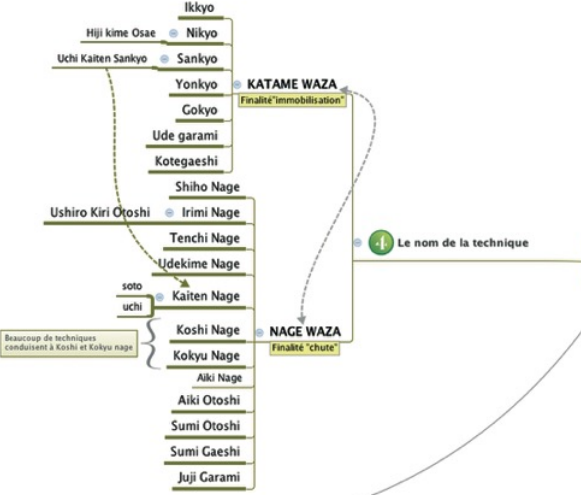 Ikkyo
Hiji kime Osae
Nikyo
Uchi Kaiten Sankyo
Sankyo
Yonkyo
KATAME WAZA
Finalité"immobilisation"
Gokyo
Ude garami
Kotegaeshi
Shiho Nage
Ushiro Kiri Otoshi
Irimi Nage
Tenchi Nage
4
Le nom de la technique
Udekime Nage
soto
Kaiten Nage
uchi
Beaucoup de techniques
conduisent à Koshi et Kokyu nage
Koshi Nage
NAGE WAZA
Finalité "chute"
Kokyu Nage
Aiki Nage
Aiki Otoshi
Sumi Otoshi
Sumi Gaeshi
Juji Garami